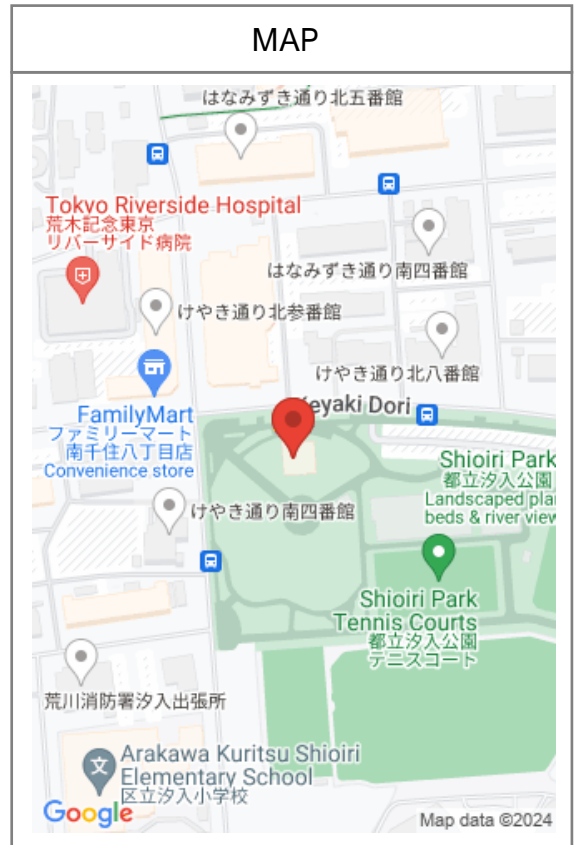 MAP
はなみずき通り北五番館
Tokyo Riverside Hospital
荒木記念東京
リバーサイド病院
はなみずき通り南四番館
けやき通り北参番館
けやき通り北八番館
FamilyMart
ファミリーマート
南千住八丁目店
Convenience store
eyaki Dori
Shioiri Park
都立汐入公園
Landscaped pla
beds & river view
けやき通り南四番館
Shioiri Park
Tennis Courts
都立汐入公園
テニスコート
荒川消防署汐入出張所
文
Arakawa Kuritsu Shioiri
Elementary School
区立汐入小学校
Google
Map data ©2024